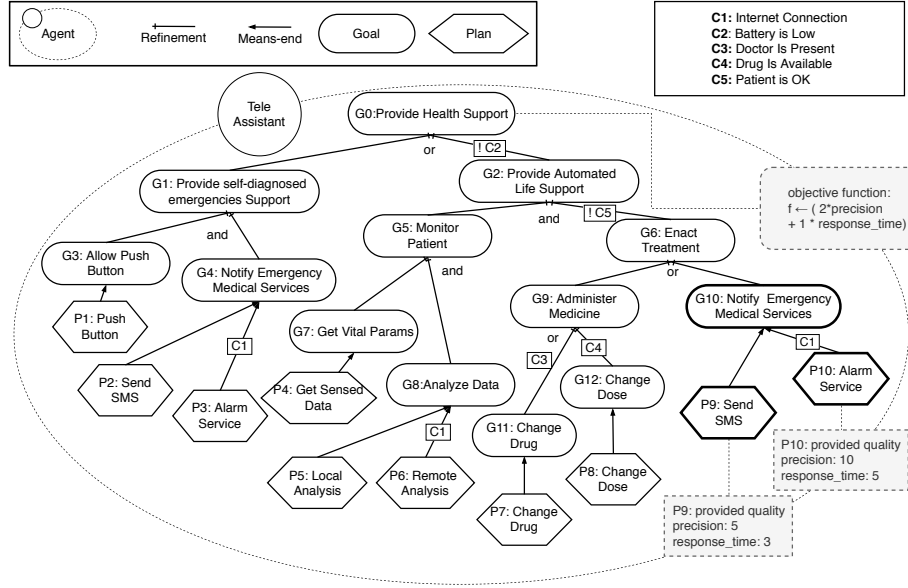 Agent
Refinement
Means-end
Goal
Plan
C1: Internet Connection
C2: Battery is Low
C3: Doctor Is Present
C4: Drug Is Available
C5: Patient is OK
Tele
Assistant
G0:Provide Health Support
or
! C2
G1: Provide self-diagnosed
emergencies Support
G2: Provide Automated
Life Support
objective function:
f ← ( 2*precision
+ 1 * response_time)
and
and
! C5
G3: Allow Push
Button
G4: Notify Emergency
Medical Services
G5: Monitor
Patient
G6: Enact
Treatment
and
or
P1: Push
Button
G7: Get Vital Params
G9: Administer
Medicine
G10: Notify Emergency
Medical Services
C1
or
C3
C4
C1
P2: Send
SMS
P3: Alarm
Service
P4: Get Sensed
Data
G8:Analyze Data
G12: Change
Dose
P10: Alarm
Service
P9: Send
SMS
C1
G11: Change
Drug
P5: Local
Analysis
P6: Remote
Analysis
P8: Change
Dose
P7: Change
Drug
P10: provided quality
precision: 10
response_time: 5
P9: provided quality
precision: 5
response_time: 3